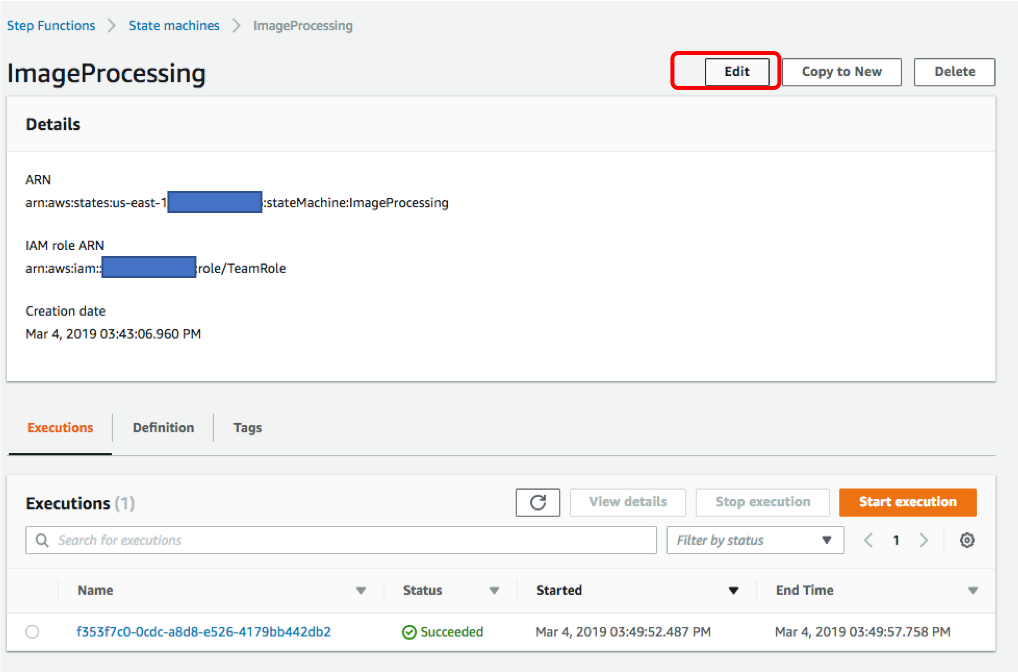 Step Functions > State machines > ImageProcessing
ImageProcessing Edit Copy to New Delete
Details
ARN
arn:aws:states:us-east-1 :stateMachine:ImageProcessing
IAM role ARN
arn:aws:iam:: :role/TeamRole
Creation date
Mar 4, 2019 03:43:06.960 PM
Executions Definition Tags
Executions (1) View details Stop execution Start execution
Search for executions Filter by status 1
Name Status Started End Time
f353f7c0-0cdc-a8d8-e526-4179bb442db2 Succeeded Mar 4, 2019 03:49:52.487 PM Mar 4, 2019 03:49:57.758 PM